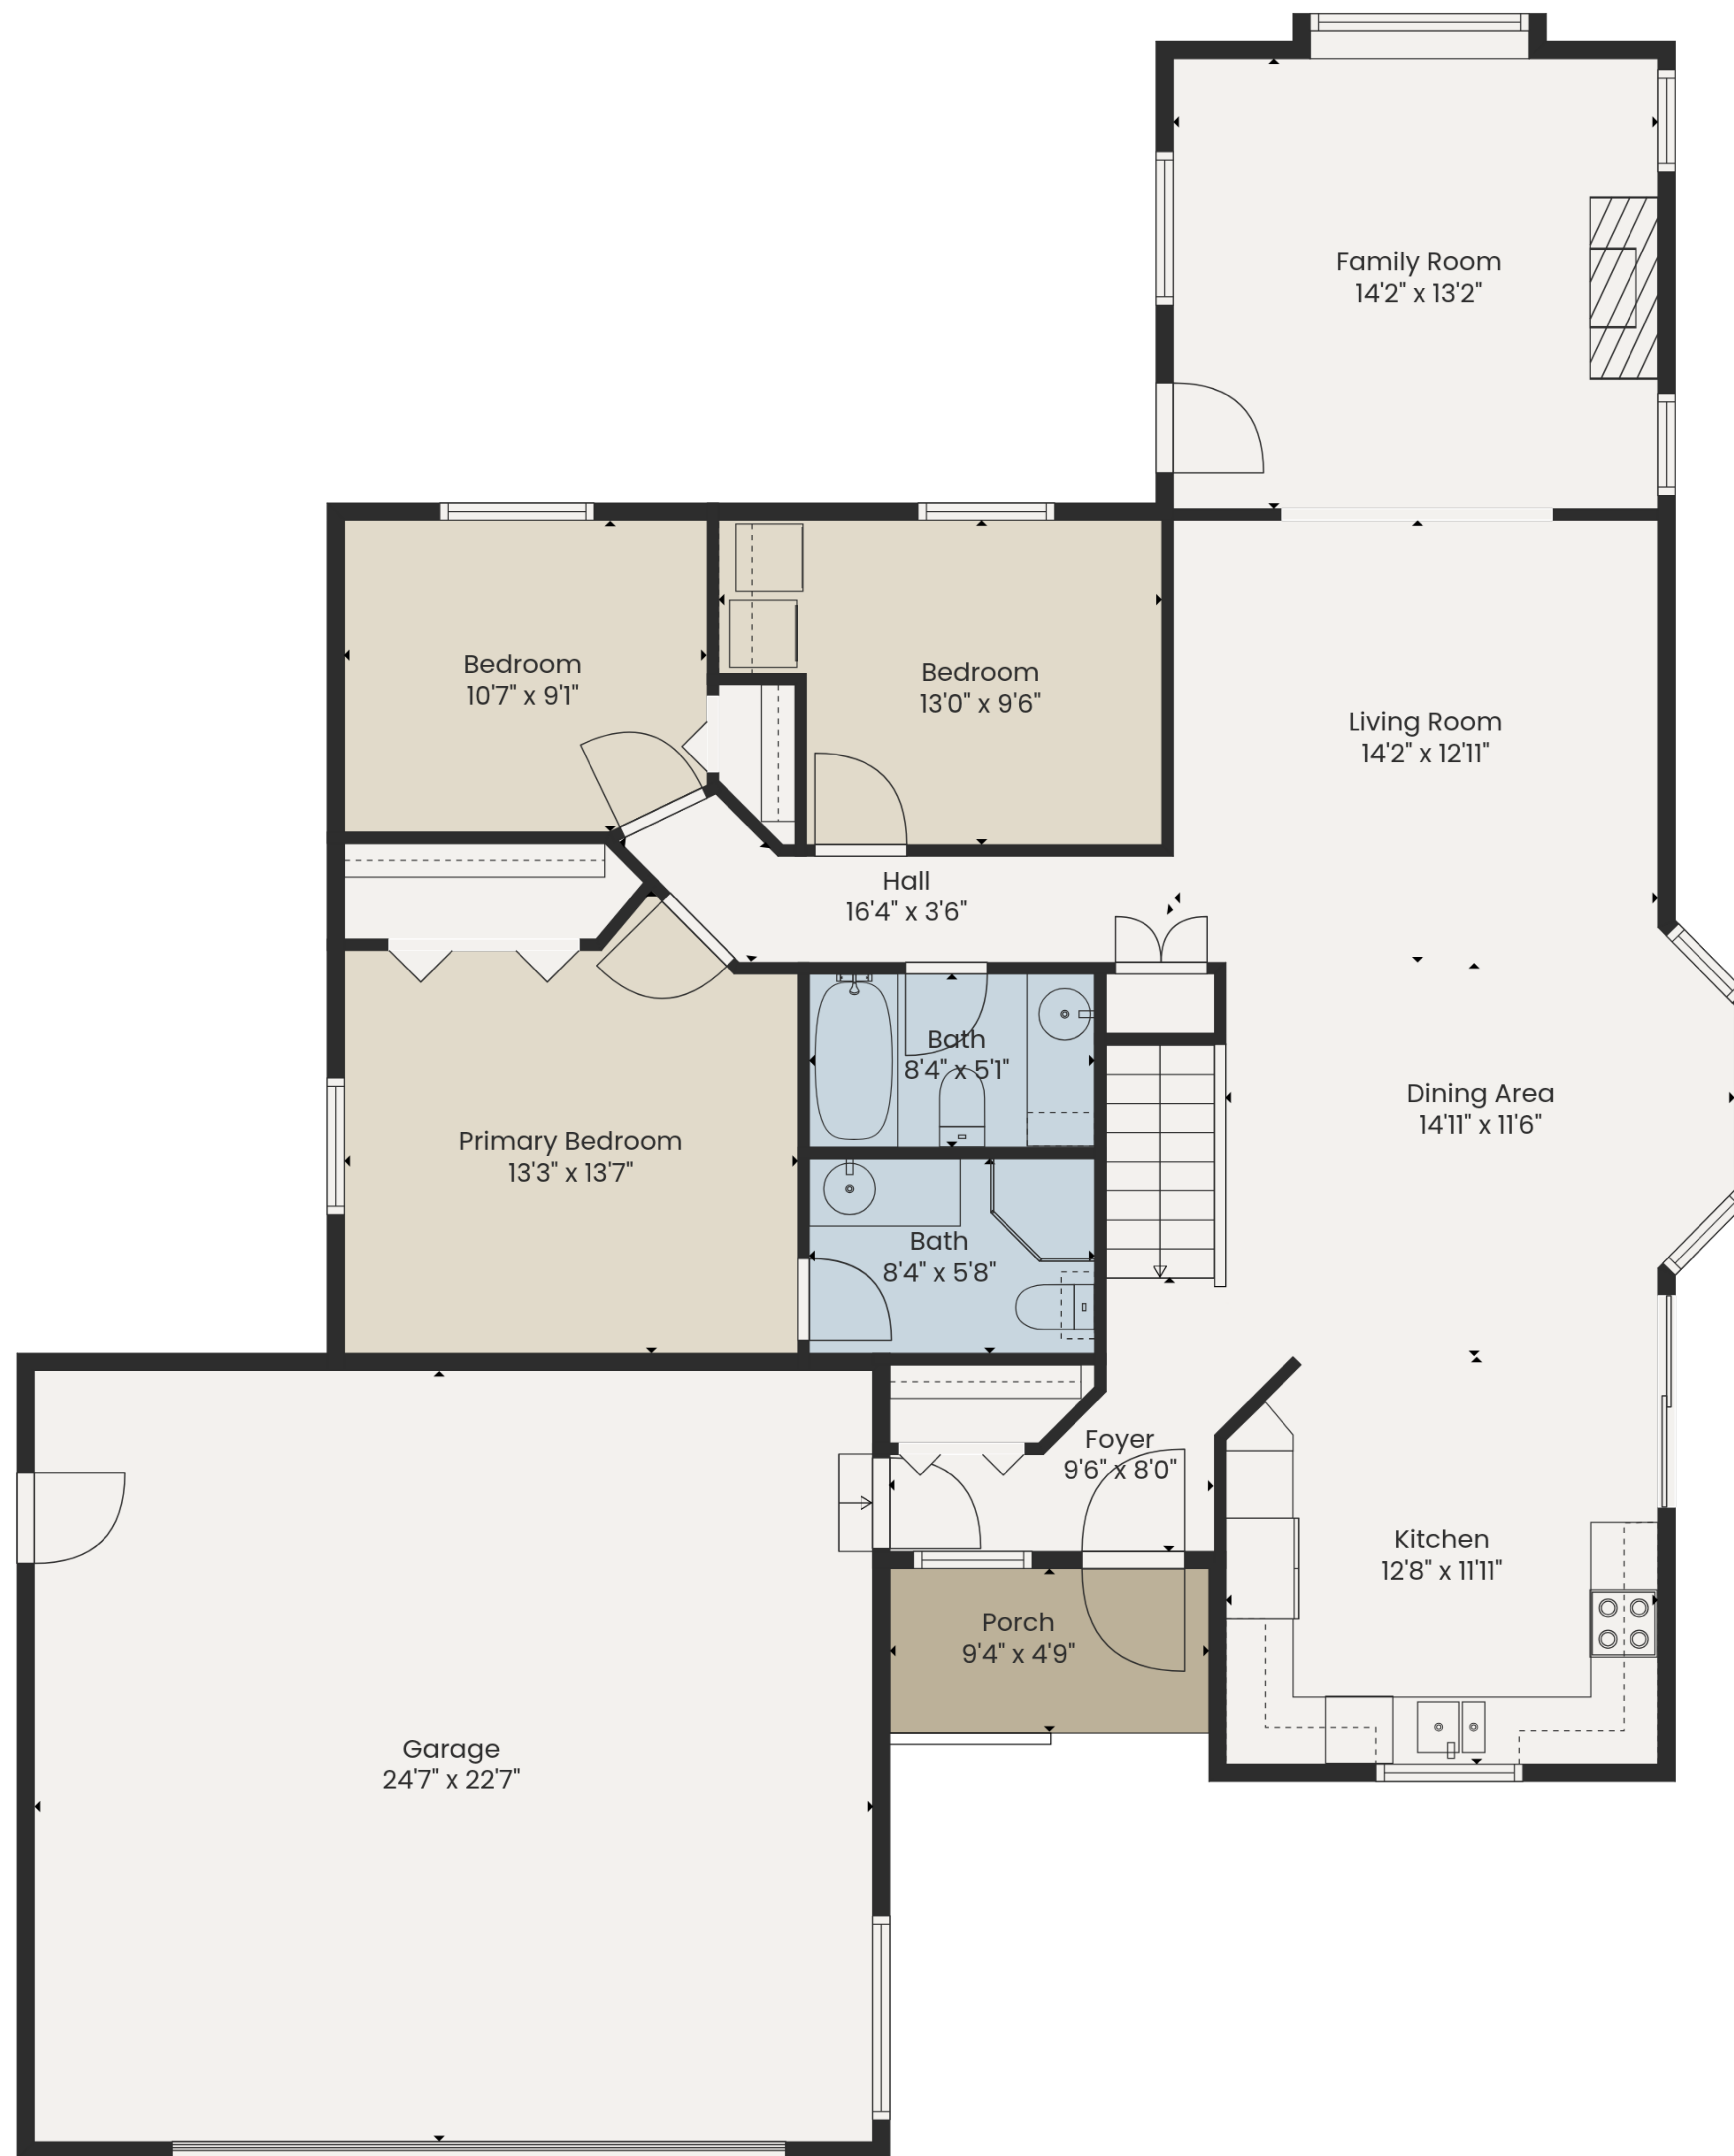 Family Room
14'2" x 13'2"
Bedroom
10'7" x 9'1"
Bedroom
13'0" x 9'6"
Living Room
14'2" x 12'11"
Hall
16'4" x 3'6"
Bath
8'4" x 5'1"
Dining Area
14'11" x 11'6"
Primary Bedroom
13'3" x 13'7"
Bath
8'4" x 5'8"
Foyer
9'6" x 8'0"
Kitchen
12'8" x 11'11"
Porch
9'4" x 4'9"
Garage
24'7" x 22'7"